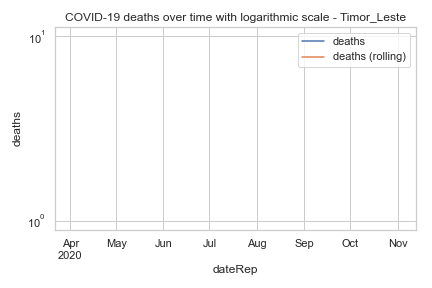 COVID-19 deaths over time with logarithmic scale - Timor_Leste
deaths
deaths (rolling)
10¹
deaths
10⁰
Apr May Jun Jul Aug Sep Oct Nov
2020
dateRep